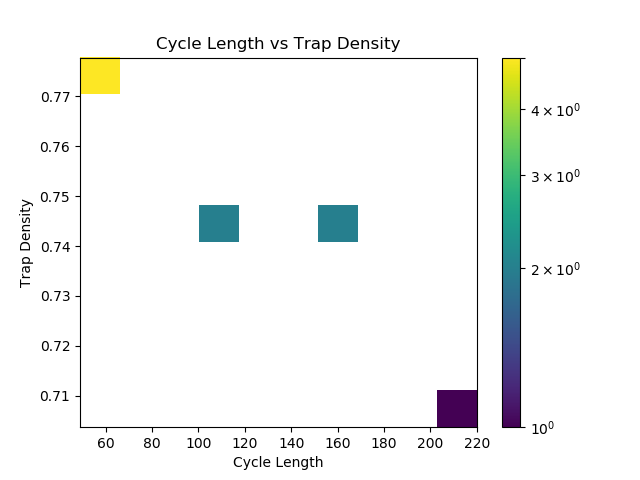 Cycle Length vs Trap Density
Trap Density
0.77
0.76
0.75
0.74
0.73
0.72
0.71
60 80 100 120 140 160 180 200 220
Cycle Length
4 × 10⁰
3 × 10⁰
2 × 10⁰
10⁰